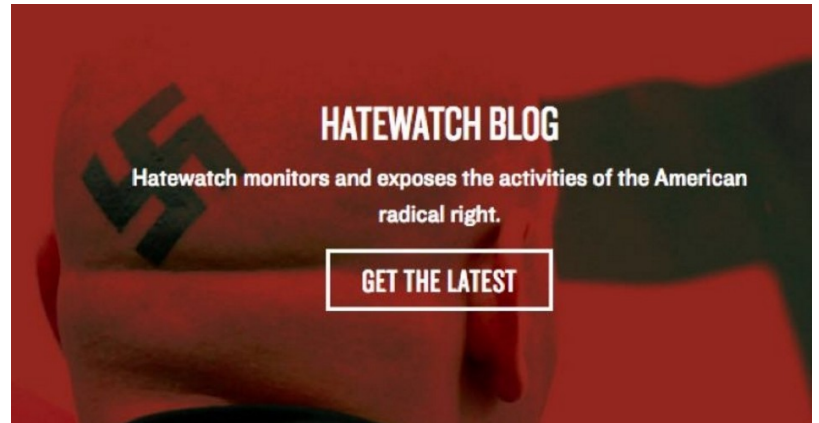 HATEWATCH BLOG
Hatewatch monitors and exposes the activities of the American
radical right.
GET THE LATEST